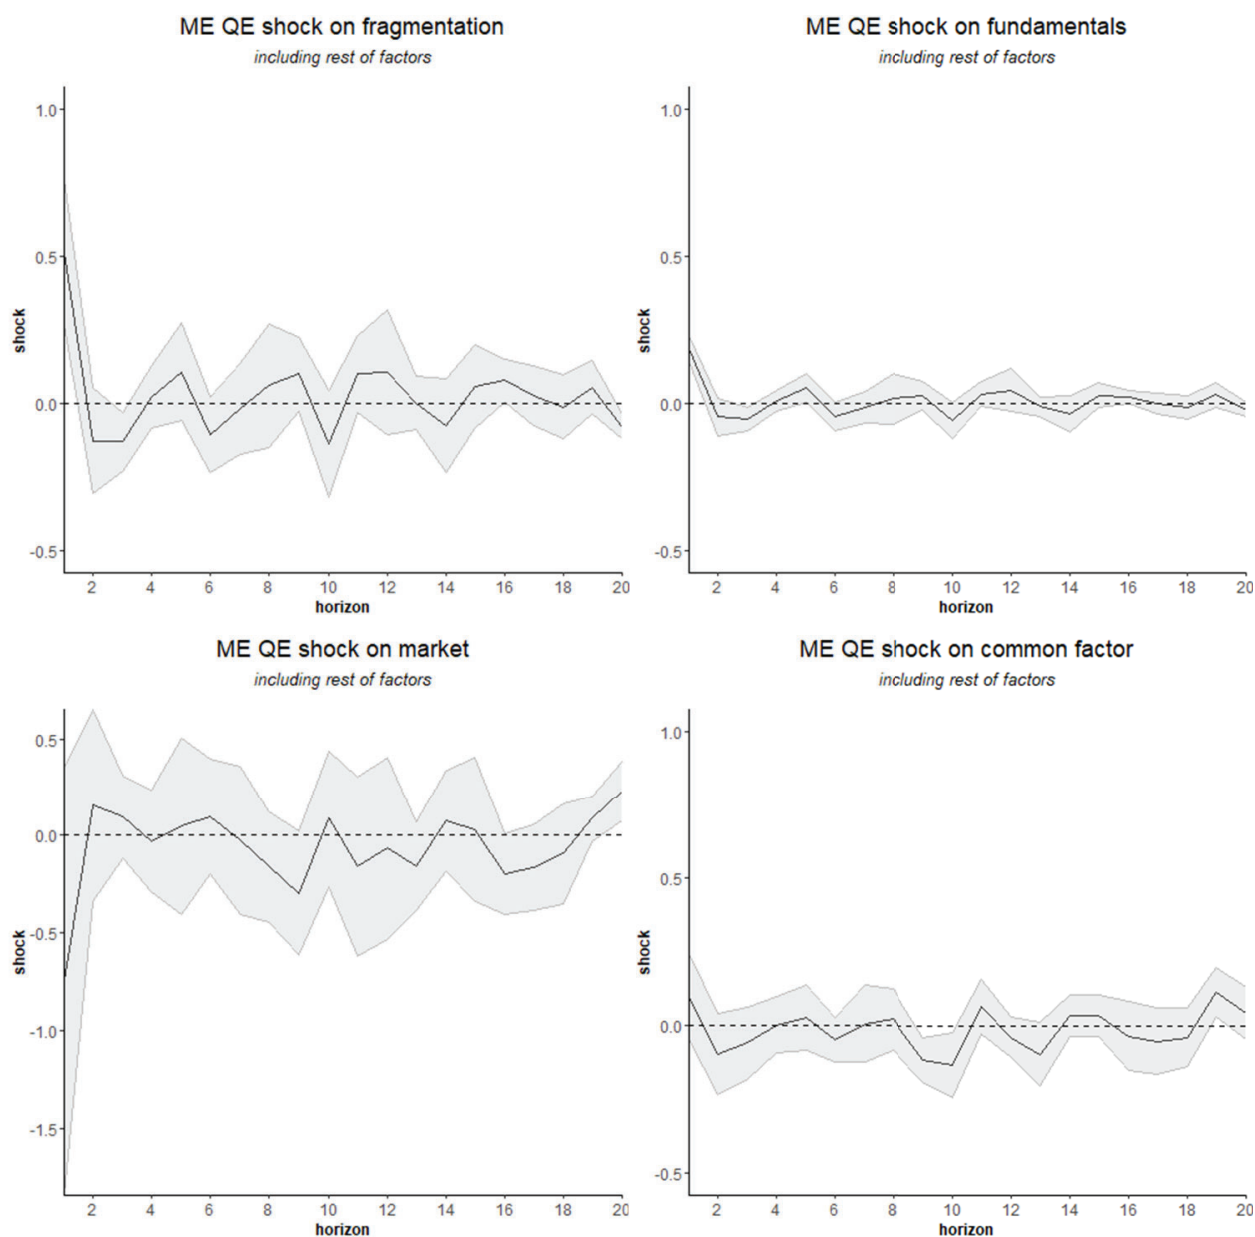 ME QE shock on fragmentation
including rest of factors
1.0
0.5
0.0
-0.5
shock
2 4 6 8 10 12 14 16 18 20
horizon
ME QE shock on fundamentals
including rest of factors
1.0
0.5
0.0
-0.5
shock
2 4 6 8 10 12 14 16 18 20
horizon
ME QE shock on market
including rest of factors
0.5
0.0
-0.5
-1.0
-1.5
shock
2 4 6 8 10 12 14 16 18 20
horizon
ME QE shock on common factor
including rest of factors
1.0
0.5
0.0
-0.5
shock
2 4 6 8 10 12 14 16 18 20
horizon